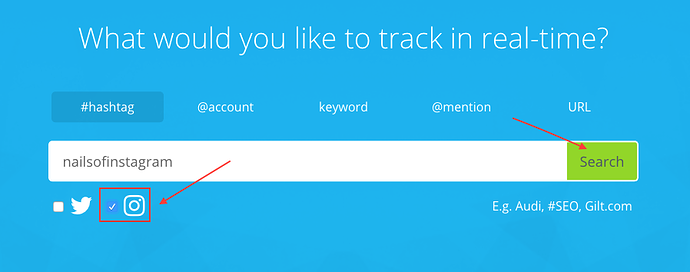 What would you like to track in real-time?
#hashtag @account keyword @mention URL
nailsofinstagram Search
E.g. Audi, #SEO, Gilt.com